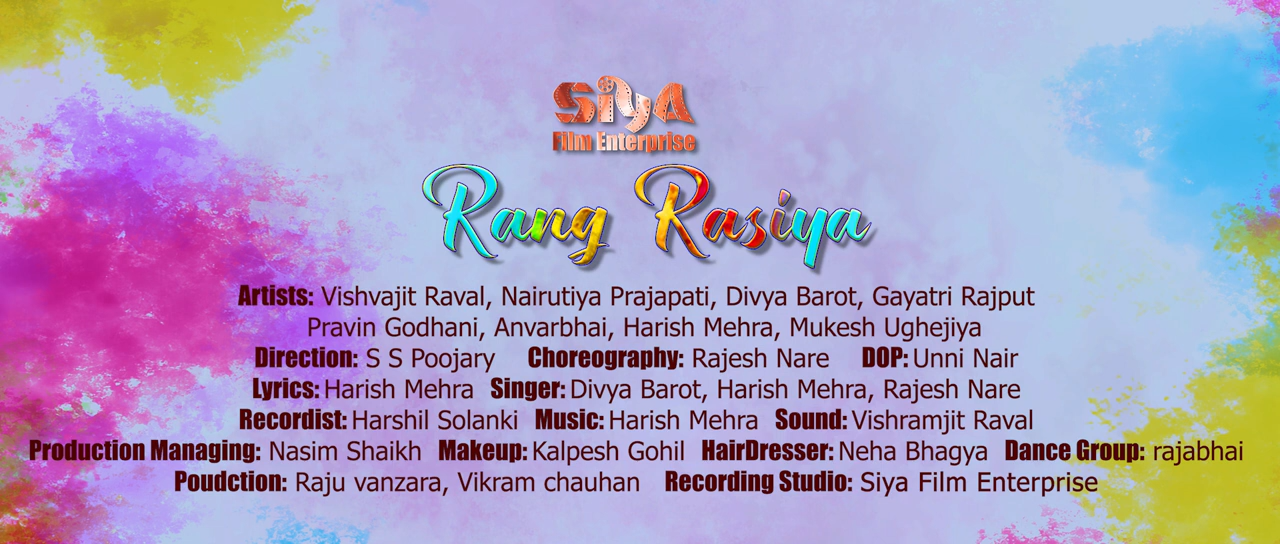 SiyA
Film Enterprise
Rang Rasiya
Artists: Vishvajit Raval, Nairutiya Prajapati, Divya Barot, Gayatri Rajput
Pravin Godhani, Anvarbhai, Harish Mehra, Mukesh Ughejiya
Direction: S S Poojary Choreography: Rajesh Nare DOP: Unni Nair
Lyrics: Harish Mehra Singer: Divya Barot, Harish Mehra, Rajesh Nare
Recordist: Harshil Solanki Music: Harish Mehra Sound: Vishramjit Raval
Production Managing: Nasim Shaikh Makeup: Kalpesh Gohil HairDresser: Neha Bhagya Dance Group: rajabhai
Poudction: Raju vanzara, Vikram chauhan Recording Studio: Siya Film Enterprise